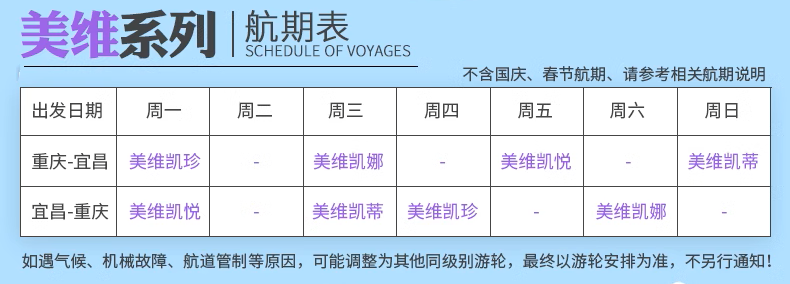 美维系列 航期表
SCHEDULE OF VOYAGES
不含国庆、春节航期、请参考相关航期说明
出发日期 周一 周二 周三 周四 周五 周六 周日
重庆-宜昌 美维凯珍 - 美维凯娜 - 美维凯悦 - 美维凯蒂
宜昌-重庆 美维凯悦 - 美维凯蒂 美维凯珍 - 美维凯娜 -
如遇气候、机械故障、航道管制等原因，可能调整为其他同级别游轮，最终以游轮安排为准，不另行通知！